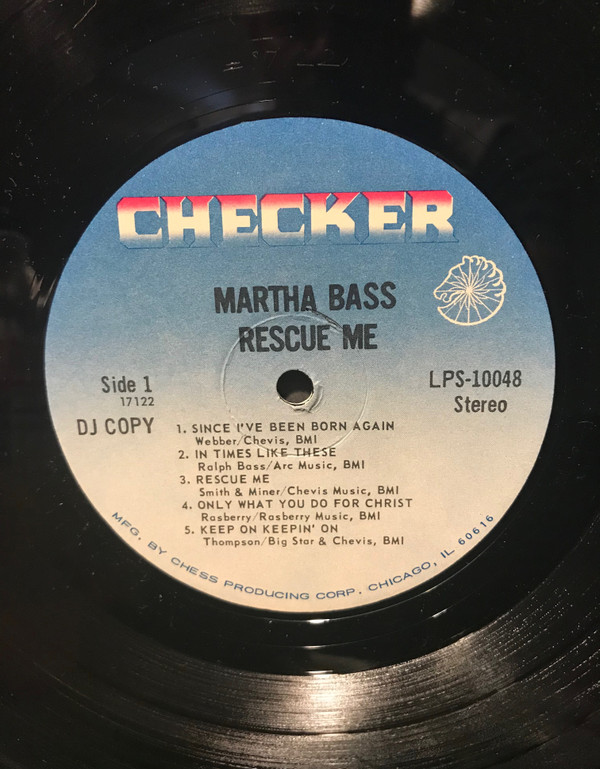 CHECKER
MARTHA BASS
RESCUE ME
Side 1
17122
DJ COPY
LPS-10048
Stereo
1. SINCE I'VE BEEN BORN AGAIN
Webber/Chevis, BMI
2. IN TIMES LIKE THESE
Ralph Bass/Arc Music, BMI
3. RESCUE ME
Smith & Miner/Chevis Music, BMI
4. ONLY WHAT YOU DO FOR CHRIST
Rasberry/Rasberry Music, BMI
5. KEEP ON KEEPIN' ON
Thompson/Big Star & Chevis, BMI
MFG. BY CHESS PRODUCING CORP. CHICAGO, IL 60616